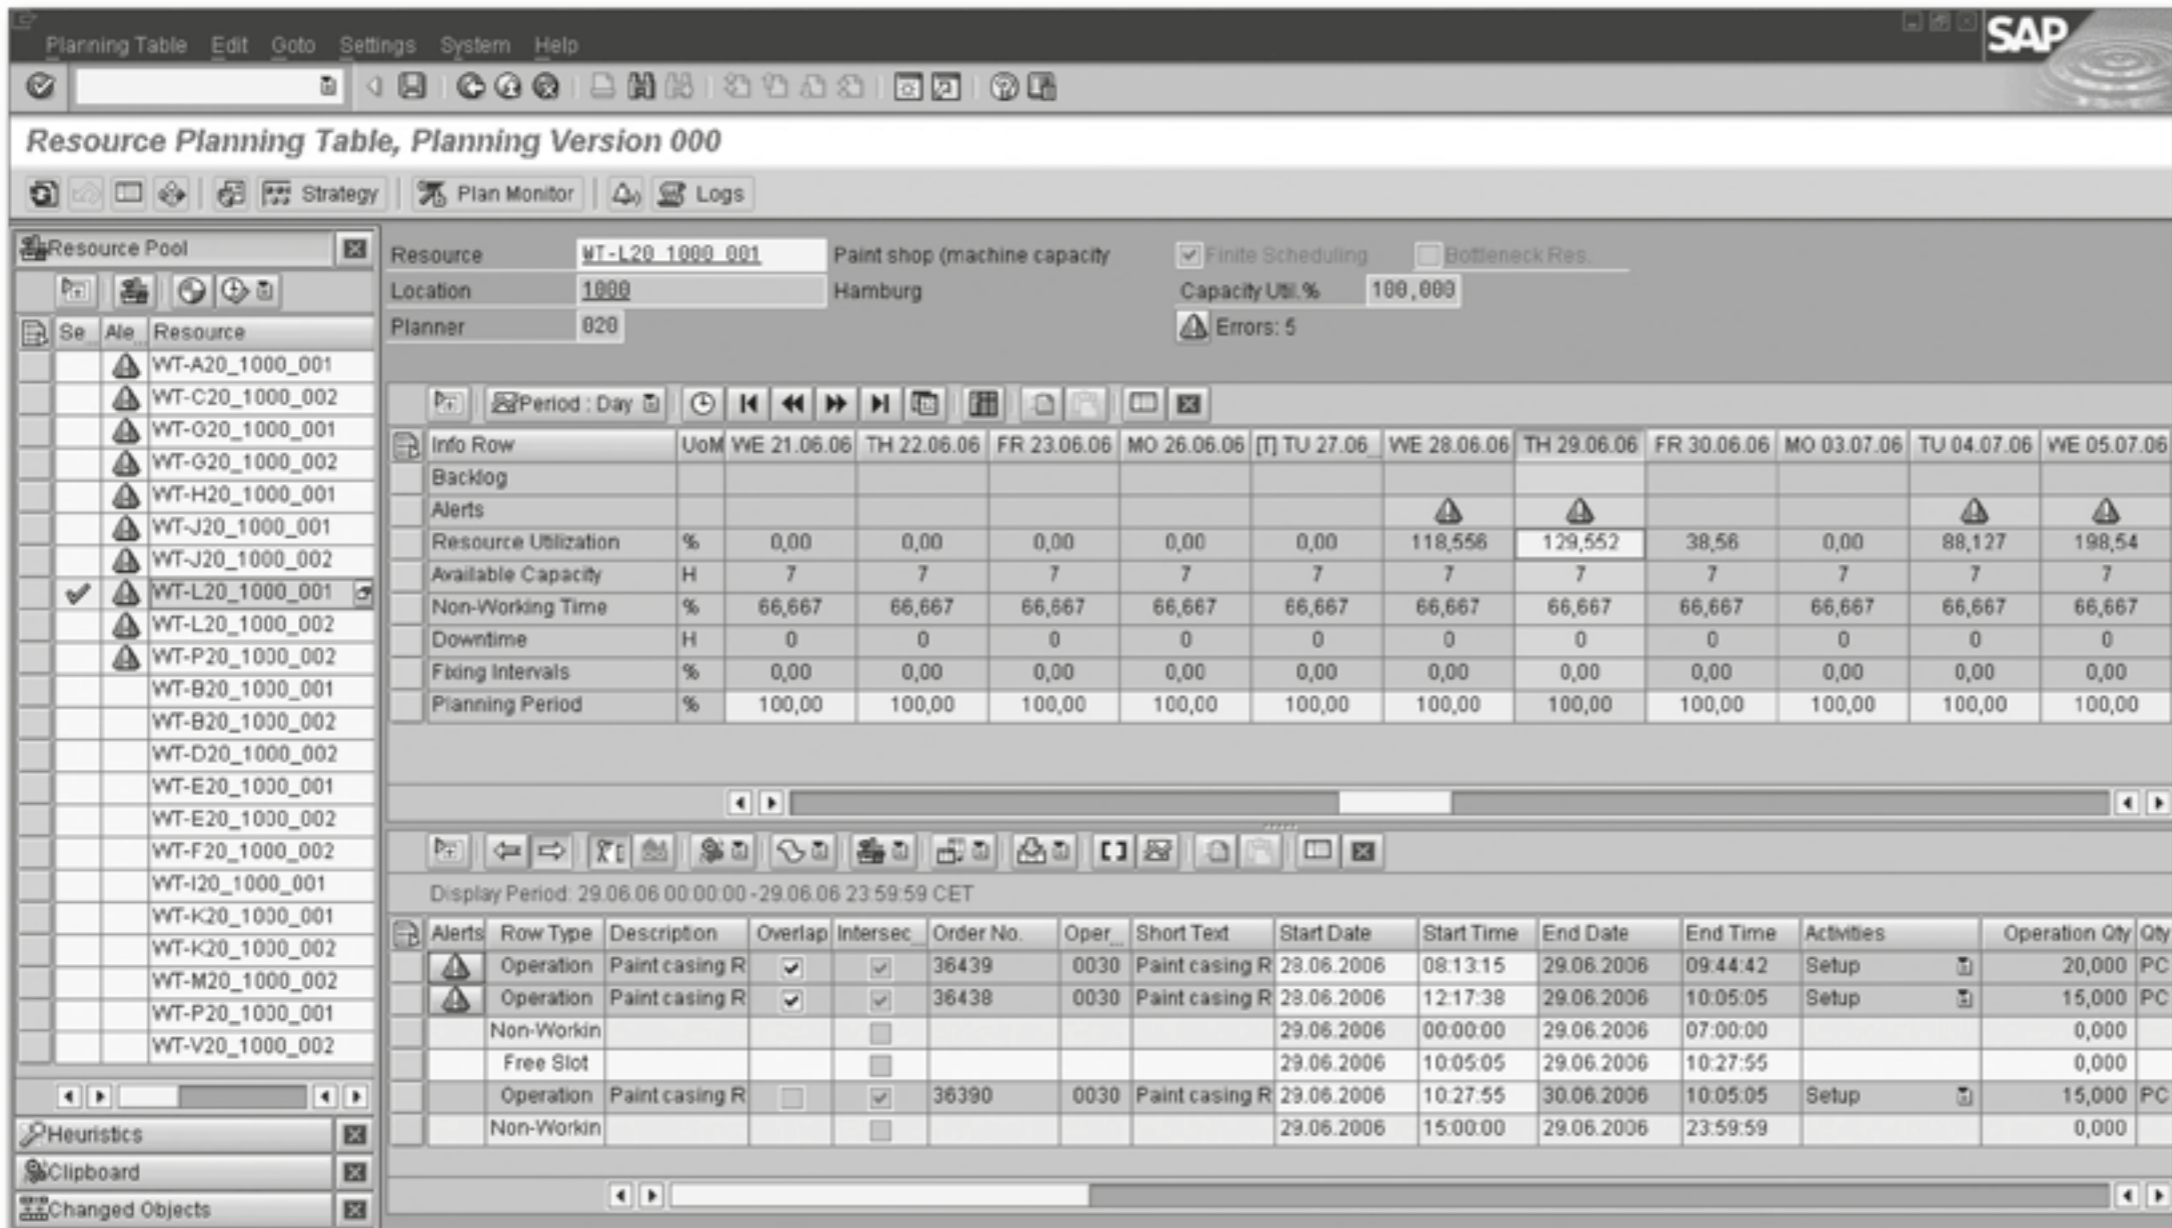 Planning Table Edit Goto Settings System Help
SAP
Resource Planning Table, Planning Version 000
Strategy Plan Monitor Logs
Resource Pool
Se... Ale... Resource
WT-A20_1000_001
WT-C20_1000_002
WT-G20_1000_001
WT-G20_1000_002
WT-H20_1000_001
WT-J20_1000_001
WT-J20_1000_002
WT-L20_1000_001
WT-L20_1000_002
WT-P20_1000_002
WT-B20_1000_001
WT-B20_1000_002
WT-D20_1000_002
WT-E20_1000_001
WT-E20_1000_002
WT-F20_1000_002
WT-I20_1000_001
WT-K20_1000_001
WT-K20_1000_002
WT-M20_1000_002
WT-P20_1000_001
WT-V20_1000_002
Heuristics
Clipboard
Changed Objects
Resource WT-L20_1000_001 Paint shop (machine capacity Finite Scheduling Bottleneck Res.
Location 1000 Hamburg Capacity Util.% 100,000
Planner 020 Errors: 5
Period : Day
Info Row UoM WE 21.06.06 TH 22.06.06 FR 23.06.06 MO 26.06.06 [T] TU 27.06... WE 28.06.06 TH 29.06.06 FR 30.06.06 MO 03.07.06 TU 04.07.06 WE 05.07.06
Backlog
Alerts
Resource Utilization % 0,00 0,00 0,00 0,00 0,00 118,556 129,552 38,56 0,00 88,127 198,54
Available Capacity H 7 7 7 7 7 7 7 7 7 7 7
Non-Working Time % 66,667 66,667 66,667 66,667 66,667 66,667 66,667 66,667 66,667 66,667 66,667
Downtime H 0 0 0 0 0 0 0 0 0 0 0
Fixing Intervals % 0,00 0,00 0,00 0,00 0,00 0,00 0,00 0,00 0,00 0,00 0,00
Planning Period % 100,00 100,00 100,00 100,00 100,00 100,00 100,00 100,00 100,00 100,00 100,00
Display Period: 29.06.06 00:00:00 -29.06.06 23:59:59 CET
Alerts Row Type Description Overlap Intersec... Order No. Oper... Short Text Start Date Start Time End Date End Time Activities Operation Qty Qty
Operation Paint casing R 36439 0030 Paint casing R 28.06.2006 08:13:15 29.06.2006 09:44:42 Setup 20,000 PC
Operation Paint casing R 36438 0030 Paint casing R 28.06.2006 12:17:38 29.06.2006 10:05:05 Setup 15,000 PC
Non-Workin 29.06.2006 00:00:00 29.06.2006 07:00:00 0,000
Free Slot 29.06.2006 10:05:05 29.06.2006 10:27:55 0,000
Operation Paint casing R 36390 0030 Paint casing R 29.06.2006 10:27:55 30.06.2006 10:05:05 Setup 15,000 PC
Non-Workin 29.06.2006 15:00:00 29.06.2006 23:59:59 0,000